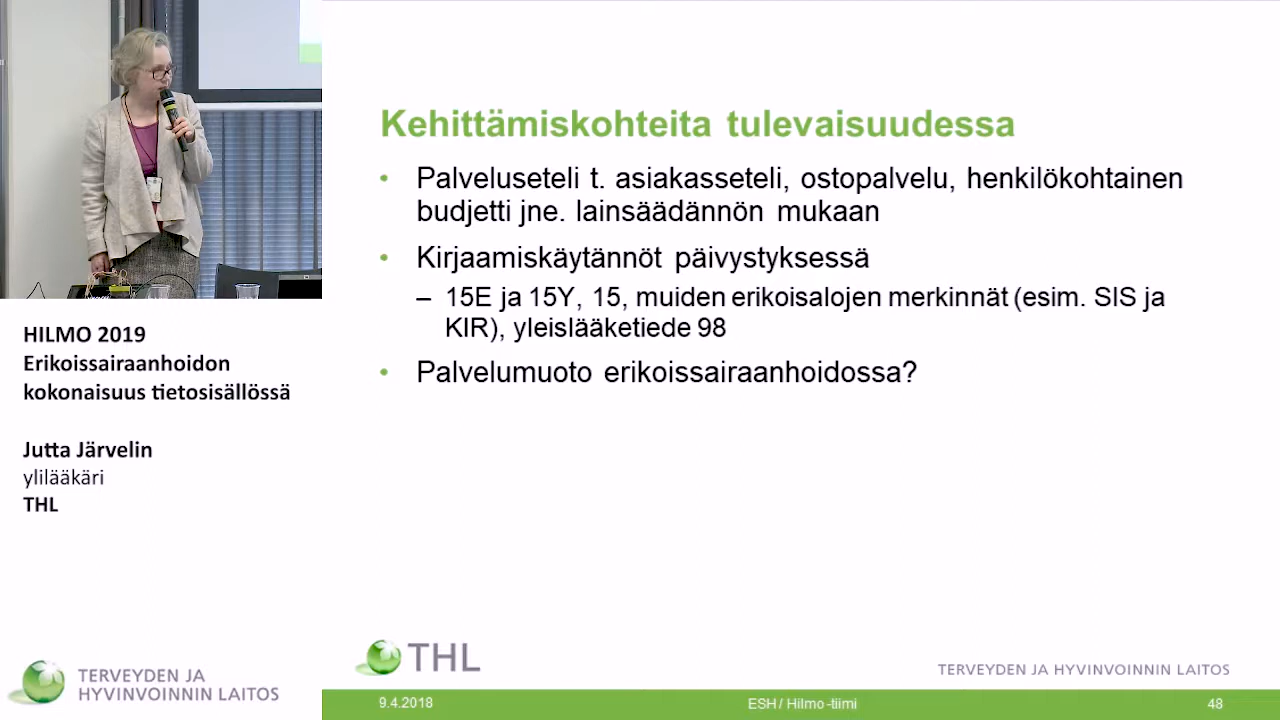 Kehittämiskohteita tulevaisuudessa
• Palveluseteli t. asiakasseteli, ostopalvelu, henkilökohtainen
budjetti jne. lainsäädännön mukaan
• Kirjaamiskäytännöt päivystyksessä
– 15E ja 15Y, 15, muiden erikoisalojen merkinnät (esim. SIS ja
KIR), yleislääketiede 98
• Palvelumuoto erikoissairaanhoidossa?
HILMO 2019
Erikoissairaanhoidon
kokonaisuus tietosisällössä
Jutta Järvelin
ylilääkäri
THL
TERVEYDEN JA
HYVINVOINNIN LAITOS
THL
TERVEYDEN JA HYVINVOINNIN LAITOS
9.4.2018
ESH / Hilmo -tiimi
48